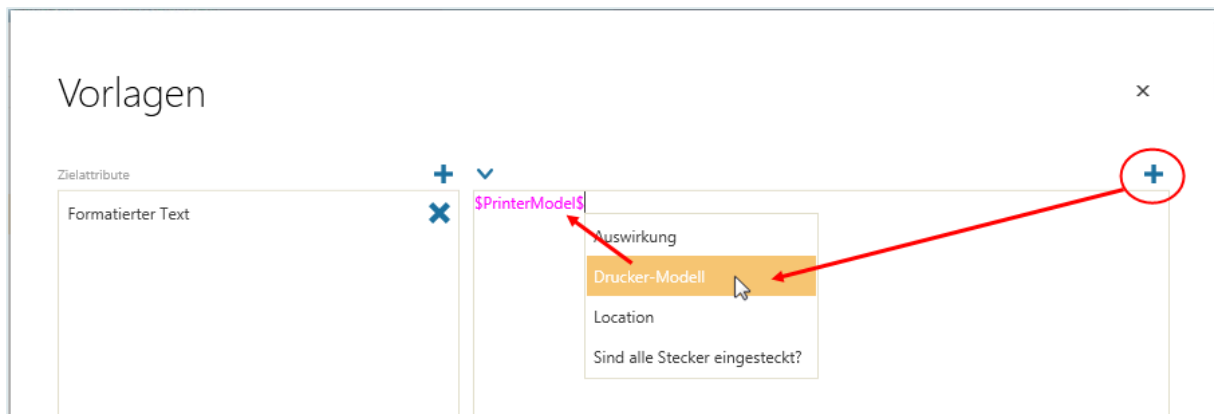 Vorlagen
Zielattribute
Formatierter Text
$PrinterModel$
Auswirkung
Drucker-Modell
Location
Sind alle Stecker eingesteckt?